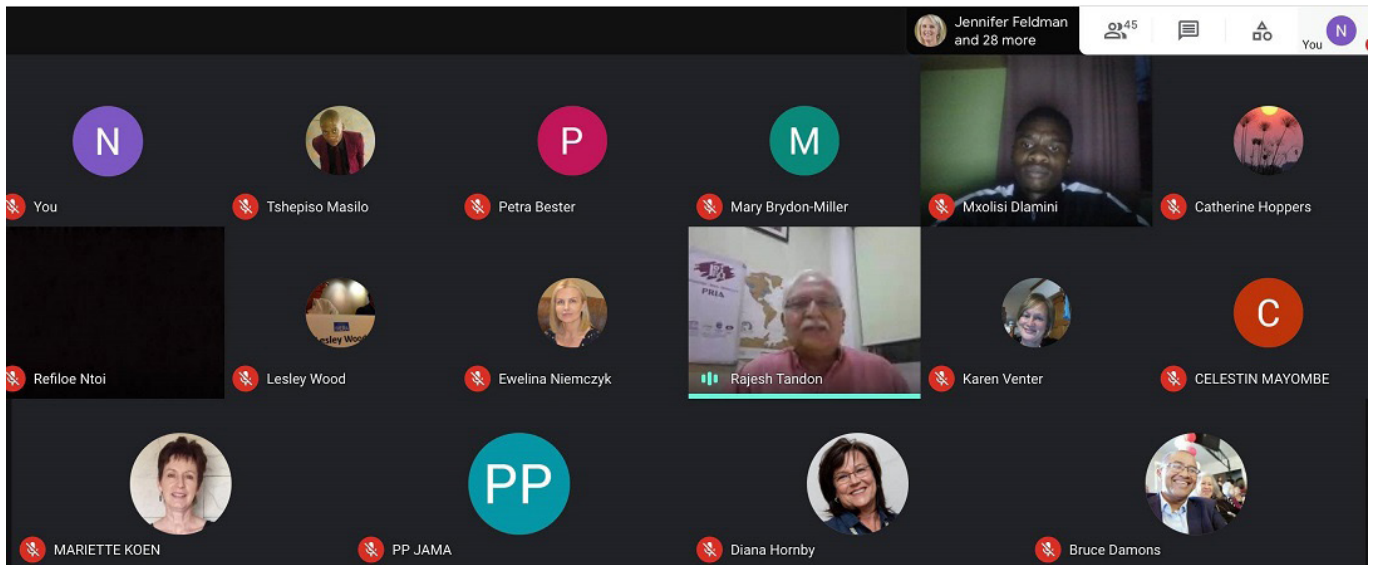 Jennifer Feldman
and 28 more
45
You
N
N
P
M
You
Tshepiso Masilo
Petra Bester
Mary Brydon-Miller
Mxolisi Dlamini
Catherine Hoppers
PRIA
C
Refiloe Ntoi
Lesley Wood
Ewelina Niemczyk
Rajesh Tandon
Karen Venter
CELESTIN MAYOMBE
PP
MARIETTE KOEN
PP JAMA
Diana Hornby
Bruce Damons